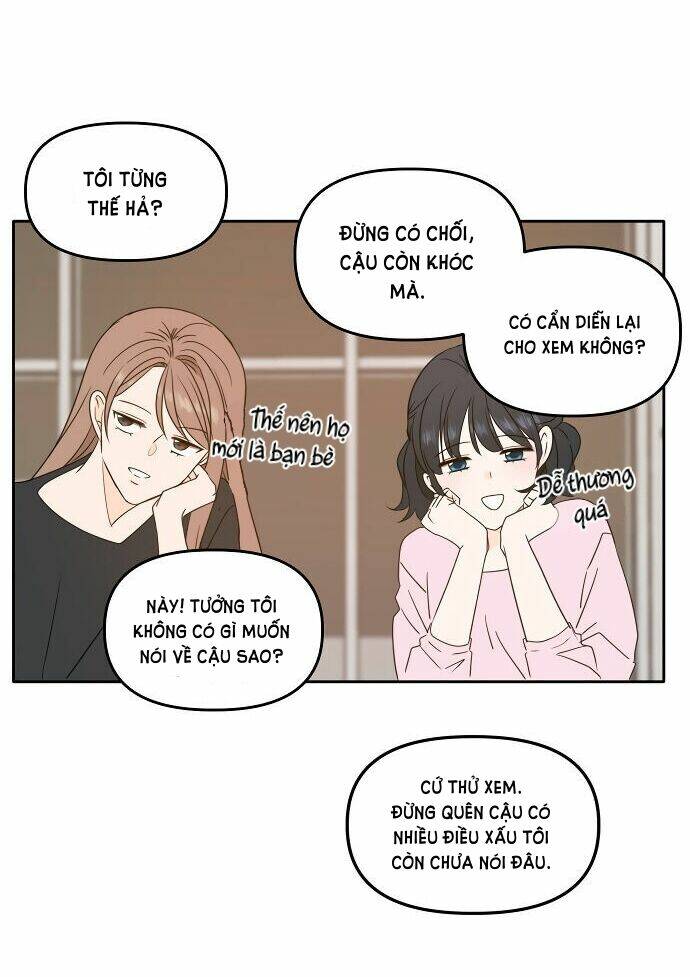 TÔI TỪNG
THẾ HẢ?
ĐỪNG CÓ CHỐI,
CẬU CÒN KHÓC
MÀ.
CÓ CẦN DIỄN LẠI
CHO XEM KHÔNG?
Thế nên họ
mới là bạn bè
Dễ thương
quá
NÀY! TƯỞNG TÔI
KHÔNG CÓ GÌ MUỐN
NÓI VỀ CẬU SAO?
CỨ THỬ XEM.
ĐỪNG QUÊN CẬU CÓ
NHIỀU ĐIỀU XẤU TÔI
CÒN CHƯA NÓI ĐÂU.